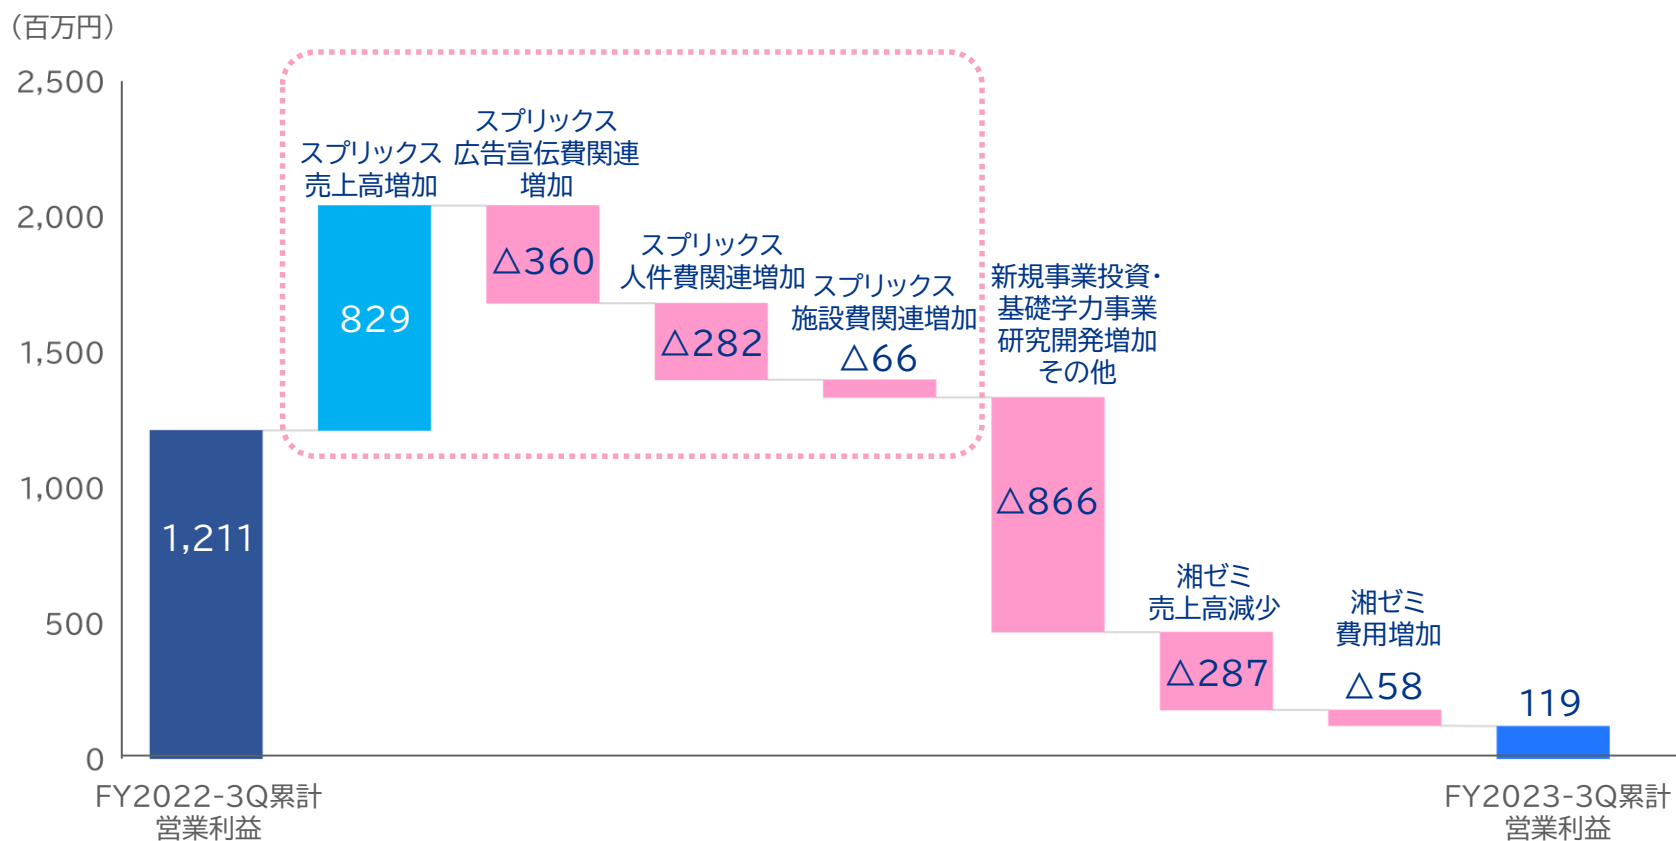 （百万円）
2,500
2,000
1,500
1,000
500
0
1,211
スプリックス
売上高増加
829
スプリックス
広告宣伝費関連
増加
△360
スプリックス
人件費関連増加
△282
スプリックス
施設費関連増加
△66
新規事業投資・
基礎学力事業
研究開発増加
その他
△866
湘ゼミ
売上高減少
△287
湘ゼミ
費用増加
△58
119
FY2022-3Q累計
営業利益
FY2023-3Q累計
営業利益